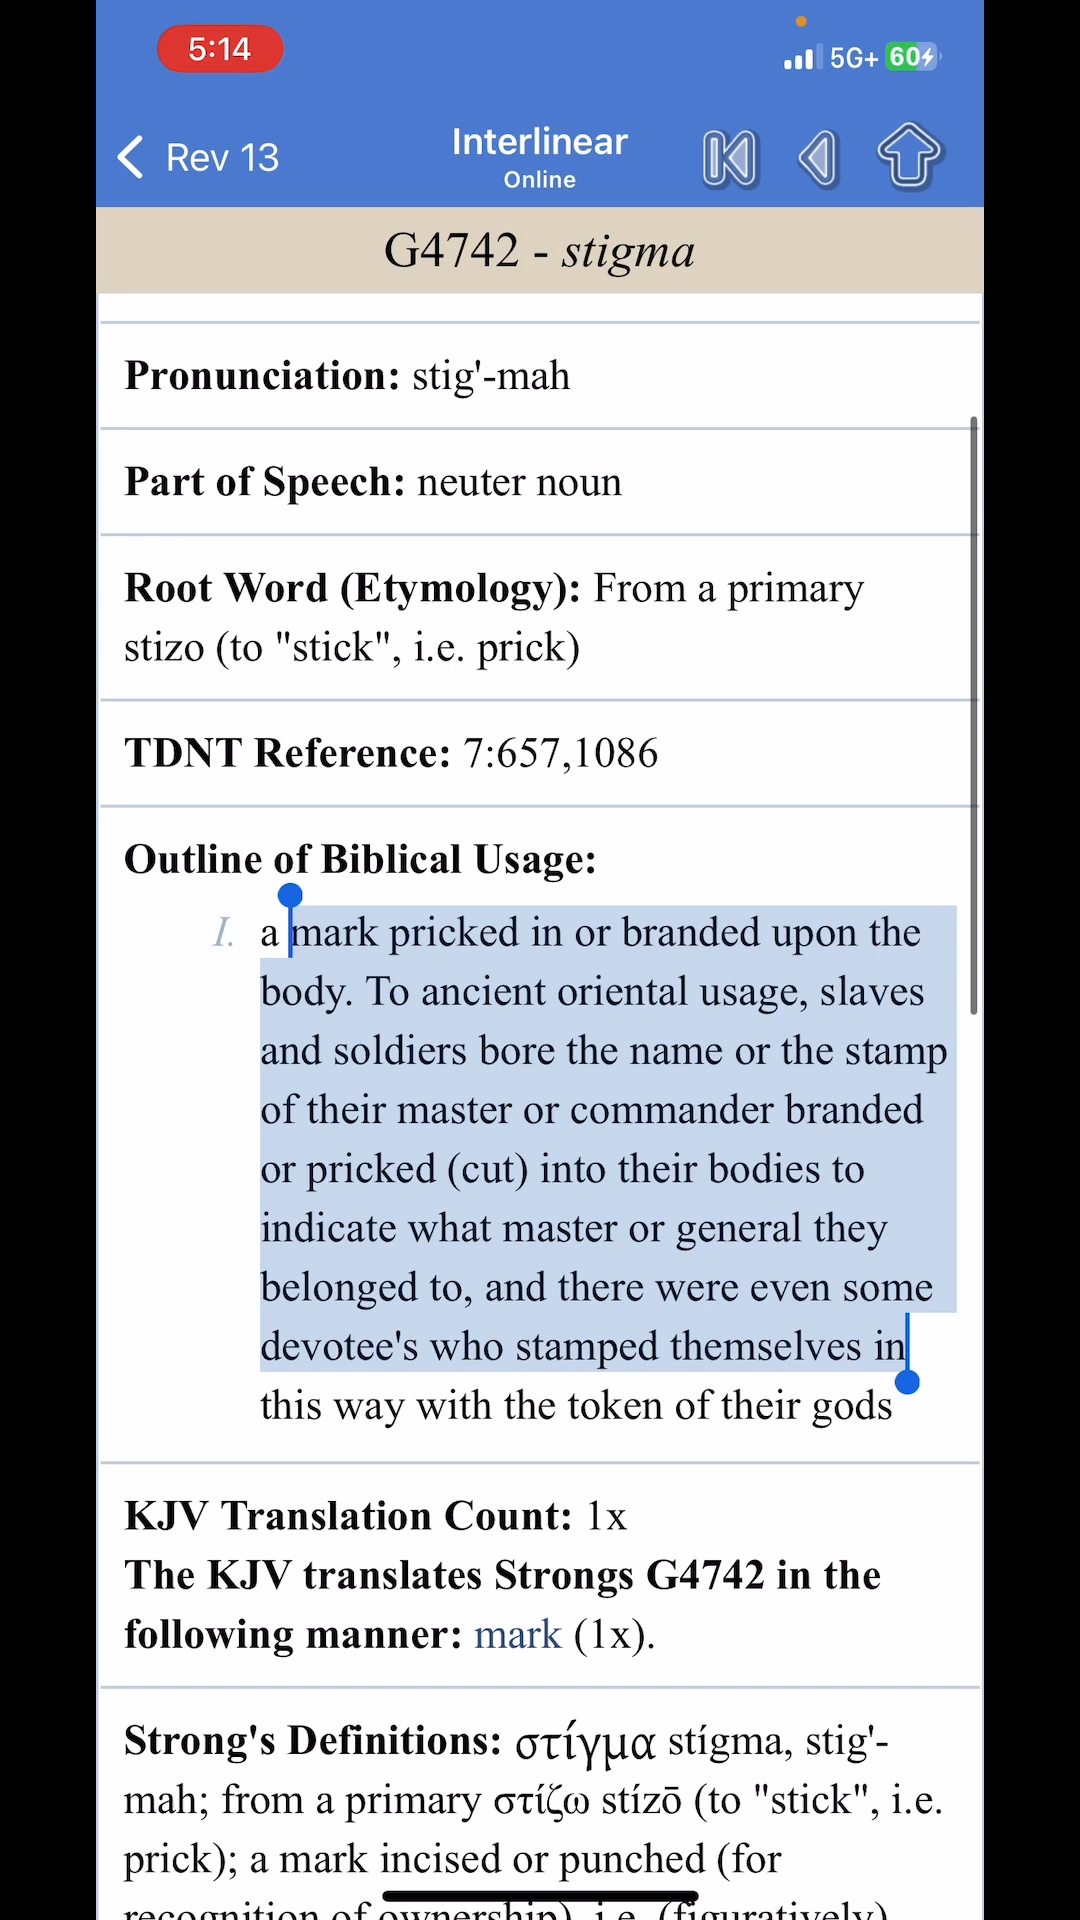 5:14
5G+ 60
Rev 13
Interlinear
Online
G4742 - stigma
Pronunciation: stig'-mah
Part of Speech: neuter noun
Root Word (Etymology): From a primary
stizo (to "stick", i.e. prick)
TDNT Reference: 7:657,1086
Outline of Biblical Usage:
I. a mark pricked in or branded upon the
body. To ancient oriental usage, slaves
and soldiers bore the name or the stamp
of their master or commander branded
or pricked (cut) into their bodies to
indicate what master or general they
belonged to, and there were even some
devotee's who stamped themselves in
this way with the token of their gods
KJV Translation Count: 1x
The KJV translates Strongs G4742 in the
following manner: mark (1x).
Strong's Definitions: στίγμα stígma, stig'-
mah; from a primary στίζω stízō (to "stick", i.e.
prick); a mark incised or punched (for
recognition of ownership), i.e. (figuratively)